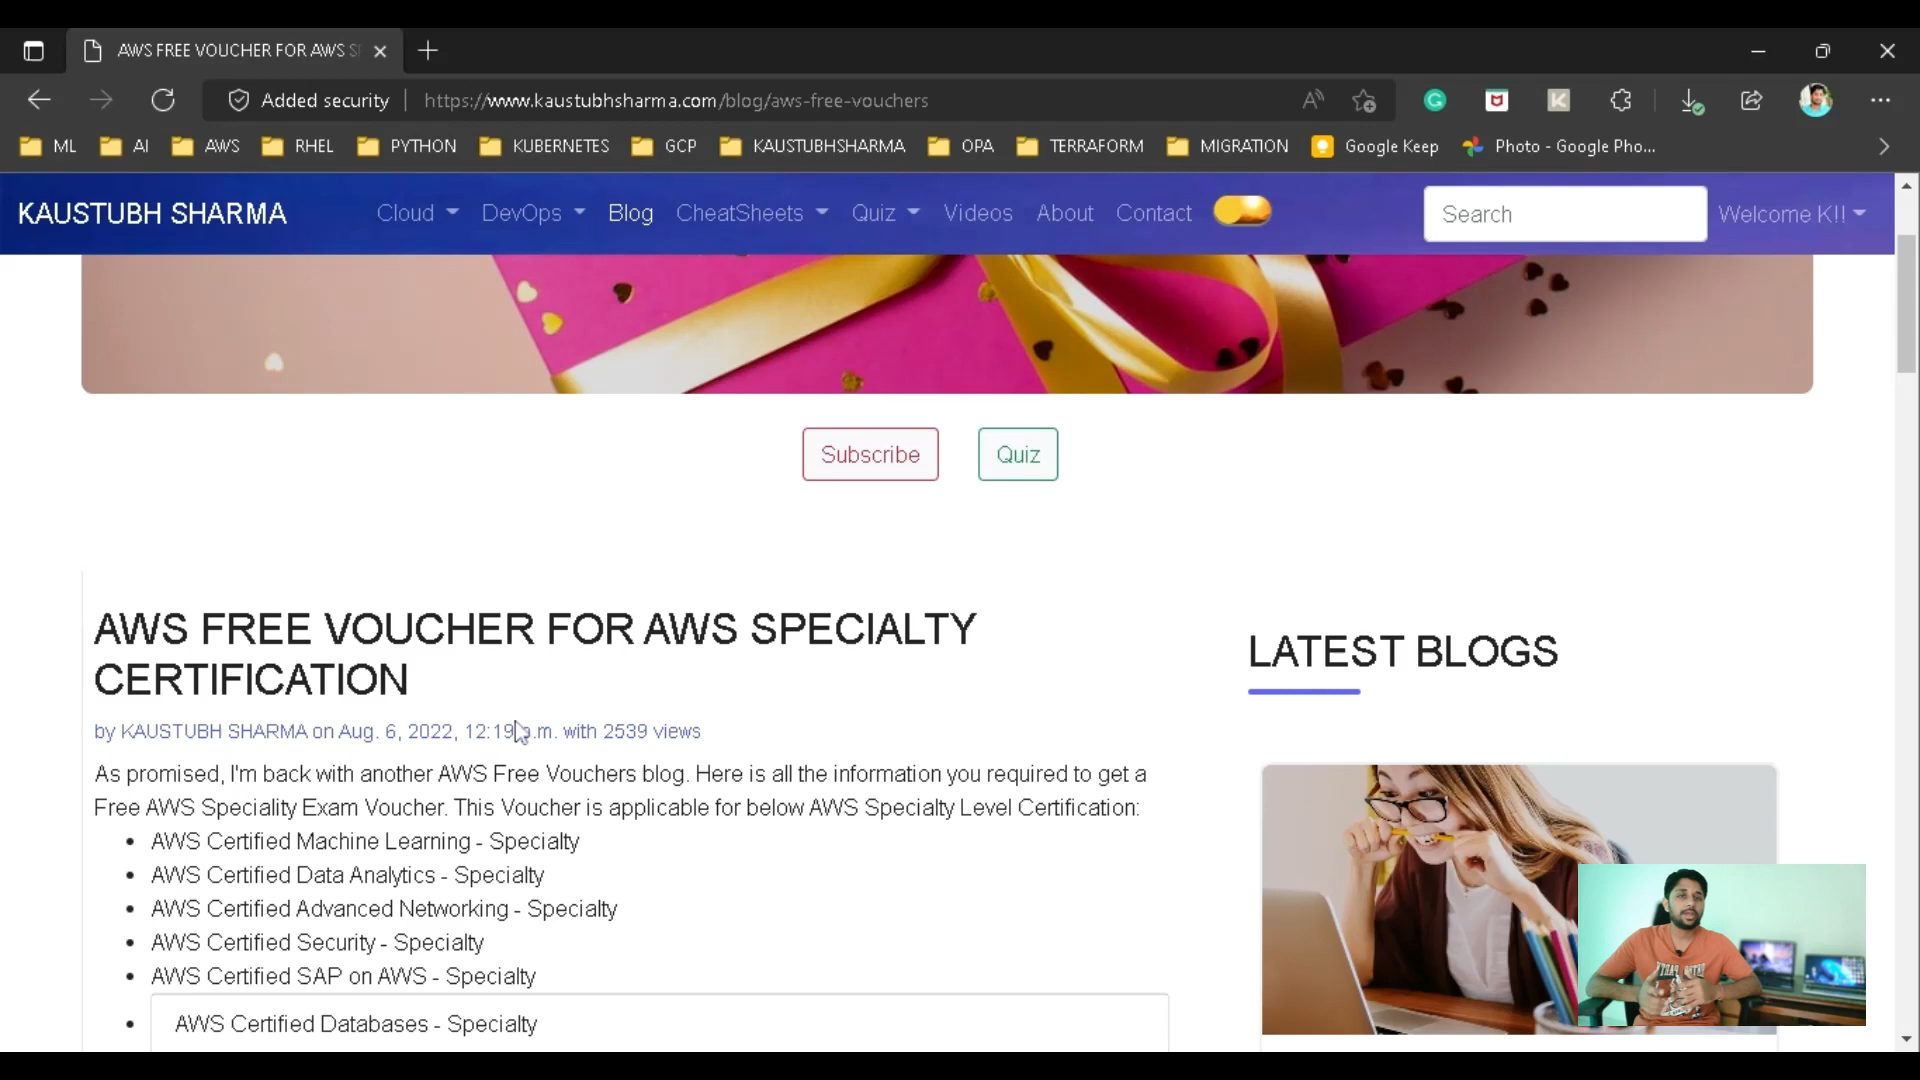 AWS FREE VOUCHER FOR AWS S
Added security
https://www.kaustubhsharma.com/blog/aws-free-vouchers
ML AI AWS RHEL PYTHON KUBERNETES GCP KAUSTUBHSHARMA OPA TERRAFORM MIGRATION Google Keep Photo - Google Pho...
KAUSTUBH SHARMA Cloud DevOps Blog CheatSheets Quiz Videos About Contact Search Welcome K!!
Subscribe Quiz
AWS FREE VOUCHER FOR AWS SPECIALTY
CERTIFICATION
by KAUSTUBH SHARMA on Aug. 6, 2022, 12:19 .m. with 2539 views
As promised, I'm back with another AWS Free Vouchers blog. Here is all the information you required to get a
Free AWS Speciality Exam Voucher. This Voucher is applicable for below AWS Specialty Level Certification:
AWS Certified Machine Learning - Specialty
AWS Certified Data Analytics - Specialty
AWS Certified Advanced Networking - Specialty
AWS Certified Security - Specialty
AWS Certified SAP on AWS - Specialty
AWS Certified Databases - Specialty
LATEST BLOGS